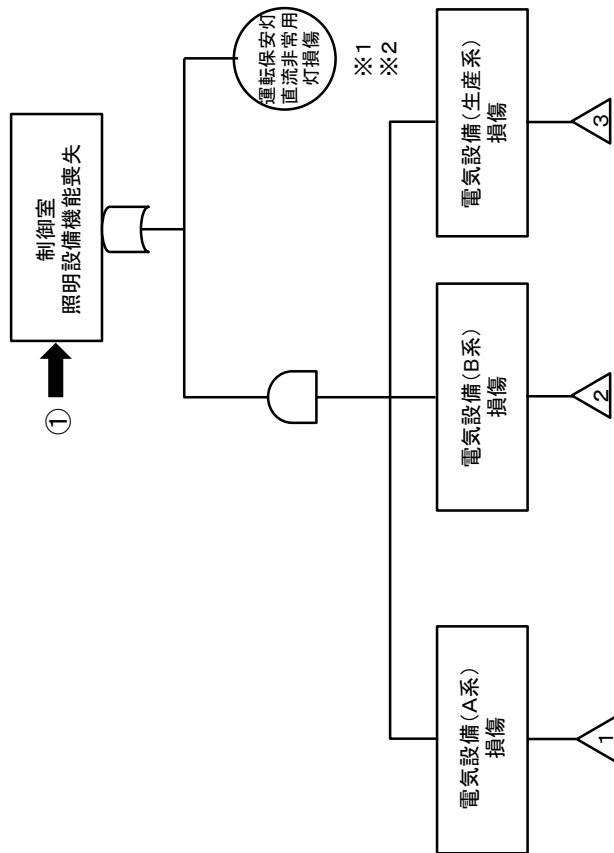 ①
制御室
照明設備機能喪失
運転保安灯
直流非常用
灯損傷
※1
※2
電気設備(A系)
損傷
電気設備(B系)
損傷
電気設備(生産系)
損傷
1
2
3